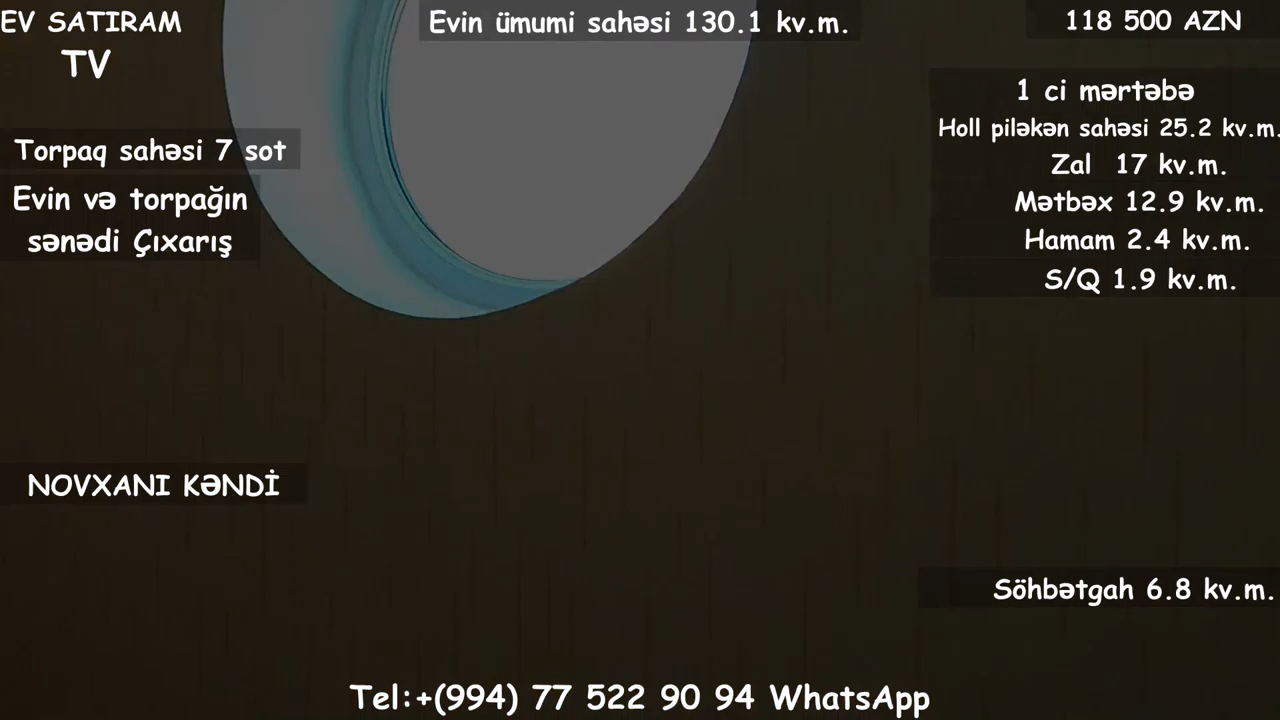 EV SATIRAM
TV
Evin ümumi sahəsi 130.1 kv.m.
118 500 AZN
Torpaq sahəsi 7 sot
Evin və torpağın
sənədi Çıxarış
1 ci mərtəbə
Holl piləkən sahəsi 25.2 kv.m.
Zal 17 kv.m.
Mətbəx 12.9 kv.m.
Hamam 2.4 kv.m.
S/Q 1.9 kv.m.
NOVXANI KƏNDİ
Söhbətgah 6.8 kv.m.
Tel:+(994) 77 522 90 94 WhatsApp